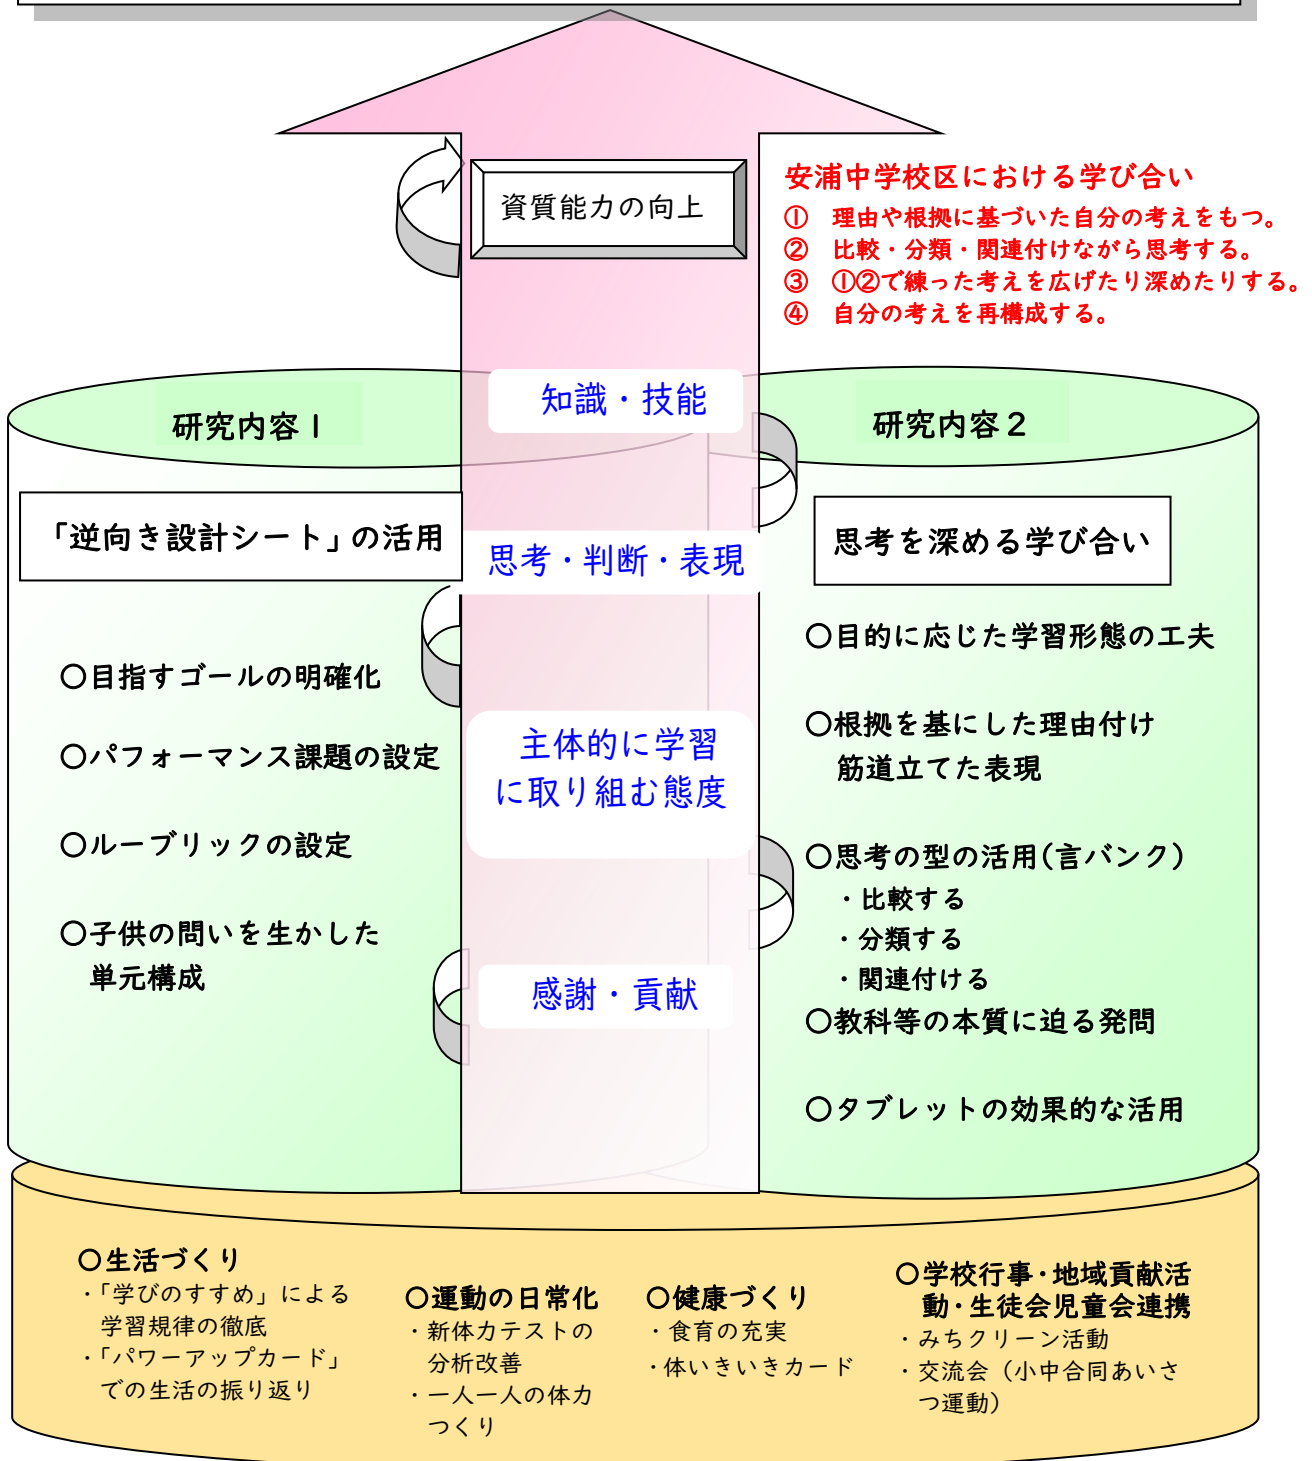 資質能力の向上
安浦中学校区における学び合い
① 理由や根拠に基づいた自分の考えをもつ。
② 比較・分類・関連付けながら思考する。
③ ①②で練った考えを広げたり深めたりする。
④ 自分の考えを再構成する。
知識・技能
思考・判断・表現
主体的に学習
に取り組む態度
感謝・貢献
研究内容1
「逆向き設計シート」の活用
○目指すゴールの明確化
○パフォーマンス課題の設定
○ルーブリックの設定
○子供の問いを生かした
単元構成
研究内容2
思考を深める学び合い
○目的に応じた学習形態の工夫
○根拠を基にした理由付け
筋道立てた表現
○思考の型の活用(言バンク)
・比較する
・分類する
・関連付ける
○教科等の本質に迫る発問
○タブレットの効果的な活用
○生活づくり
・「学びのすすめ」による
学習規律の徹底
・「パワーアップカード」
での生活の振り返り
○運動の日常化
・新体力テストの
分析改善
・一人一人の体力
つくり
○健康づくり
・食育の充実
・体いきいきカード
○学校行事・地域貢献活
動・生徒会児童会連携
・みちクリーン活動
・交流会（小中合同あいさ
つ運動）